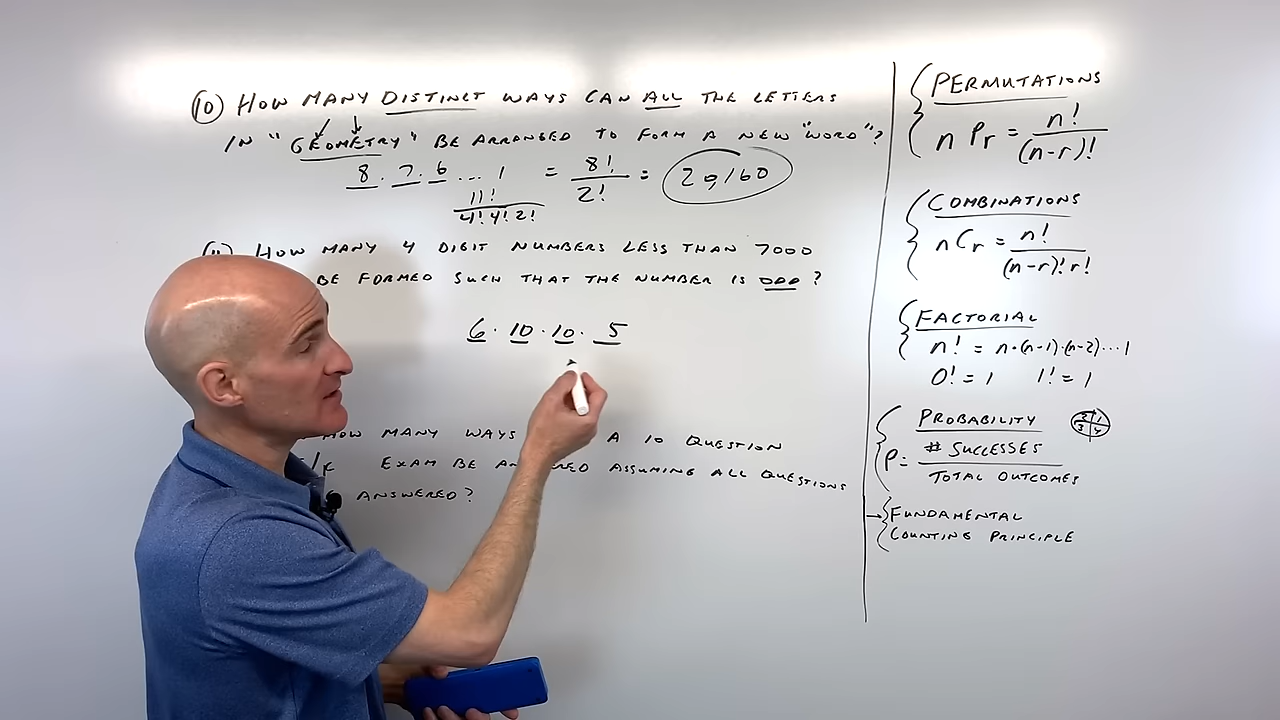 10 HOW MANY DISTINCT WAYS CAN ALL THE LETTERS
IN "GEOMETRY" BE ARRANGED TO FORM A NEW "WORD"?
8 · 7 · 6 ... 1 = 8!/2! = 20160
11!/4!4!2!
HOW MANY 4 DIGIT NUMBERS LESS THAN 7000
BE FORMED SUCH THAT THE NUMBER IS ODD?
6 · 10 · 10 · 5
HOW MANY WAYS A 10 QUESTION
EXAM BE ASSUMING ALL QUESTIONS
ANSWERED?
PERMUTATIONS
nPr = n!/(n-r)!
COMBINATIONS
nCr = n!/(n-r)!r!
FACTORIAL
n! = n·(n-1)·(n-2)...1
0! = 1 1! = 1
PROBABILITY
P = # SUCCESSES/TOTAL OUTCOMES
FUNDAMENTAL
COUNTING PRINCIPLE